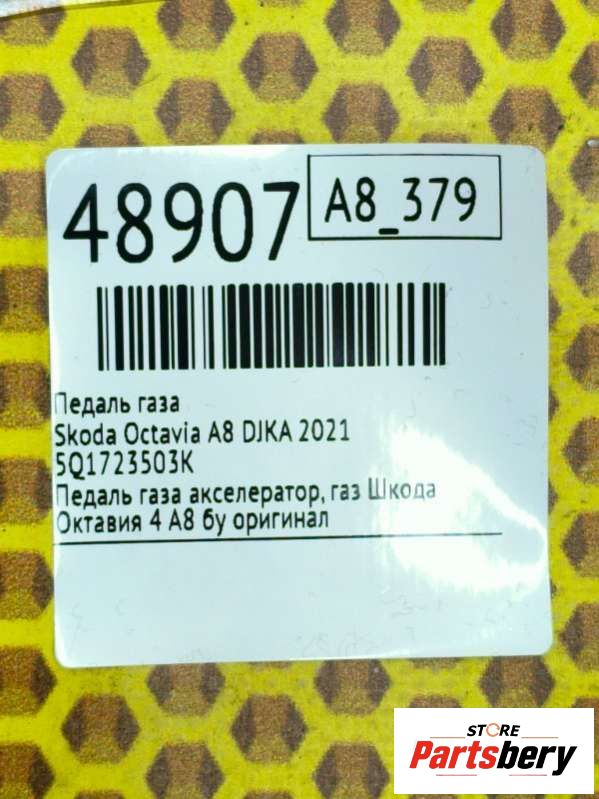 48907
A8_379
Педаль газа
Skoda Octavia A8 DJKA 2021
5Q1723503K
Педаль газа акселератор, газ Шкода
Октавия 4 А8 бу оригинал
STORE
Partsbery